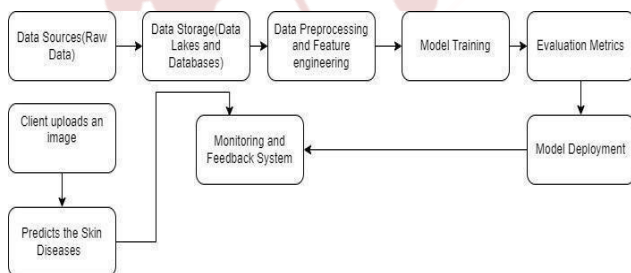 Data Sources(Raw
Data)
Data Storage(Data
Lakes and
Databases)
Data Preprocessing
and Feature
engineering
Model Training
Evaluation Metrics
Client uploads an
image
Monitoring and
Feedback System
Model Deployment
Predicts the Skin
Diseases